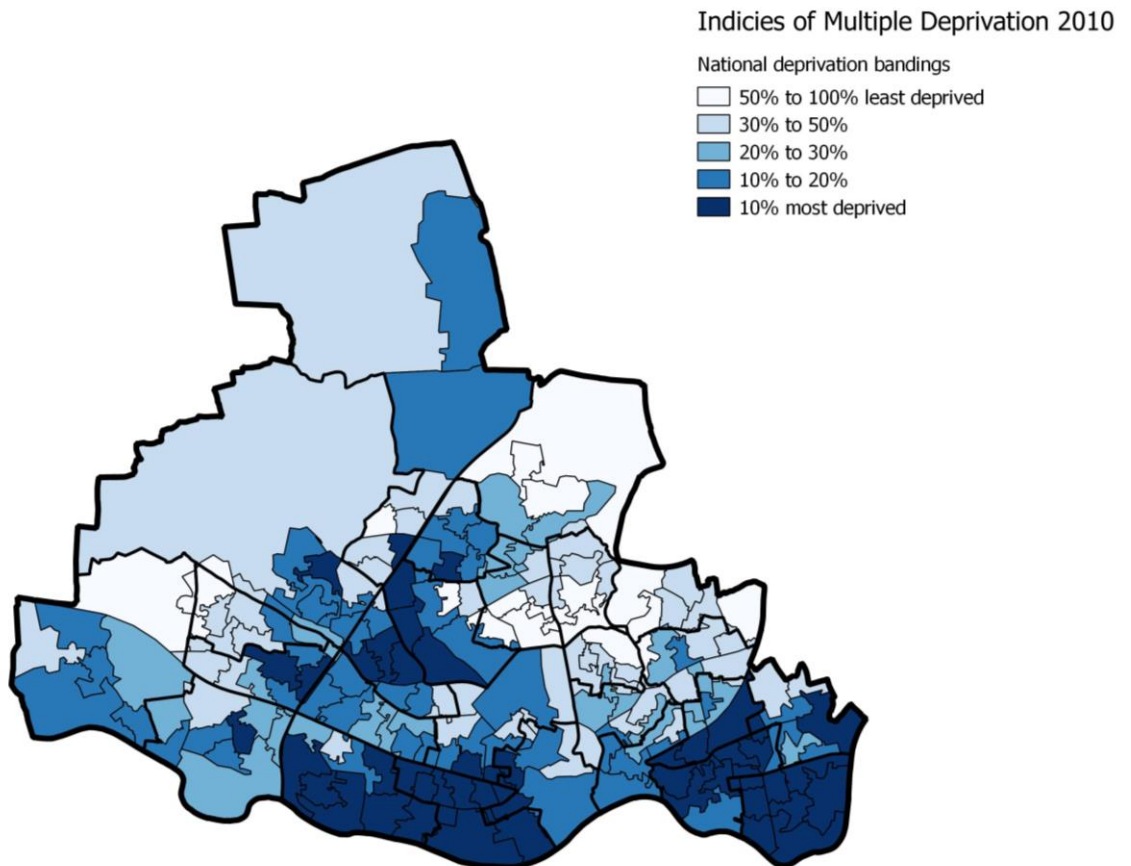 Indicies of Multiple Deprivation 2010
National deprivation bandings
50% to 100% least deprived
30% to 50%
20% to 30%
10% to 20%
10% most deprived